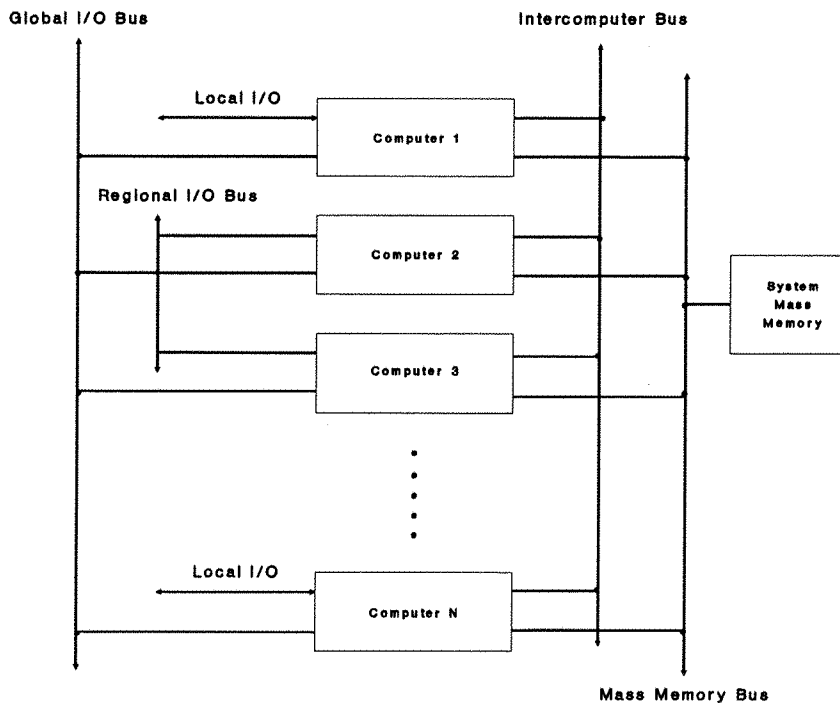 Global I/O Bus
Intercomputer Bus
Local I/O
Computer 1
Regional I/O Bus
Computer 2
System
Mass
Memory
Computer 3
Local I/O
Computer N
Mass Memory Bus